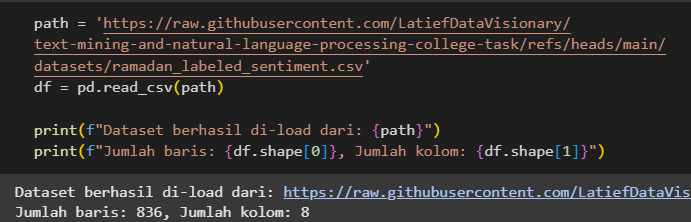 path = 'https://raw.githubusercontent.com/LatiefDataVisionary/
text-mining-and-natural-language-processing-college-task/refs/heads/main/
datasets/ramadan_labeled_sentiment.csv'
df = pd.read_csv(path)
print(f"Dataset berhasil di-load dari: {path}")
print(f"Jumlah baris: {df.shape[0]}, Jumlah kolom: {df.shape[1]}")
Dataset berhasil di-load dari: https://raw.githubusercontent.com/LatiefDataVis
Jumlah baris: 836, Jumlah kolom: 8